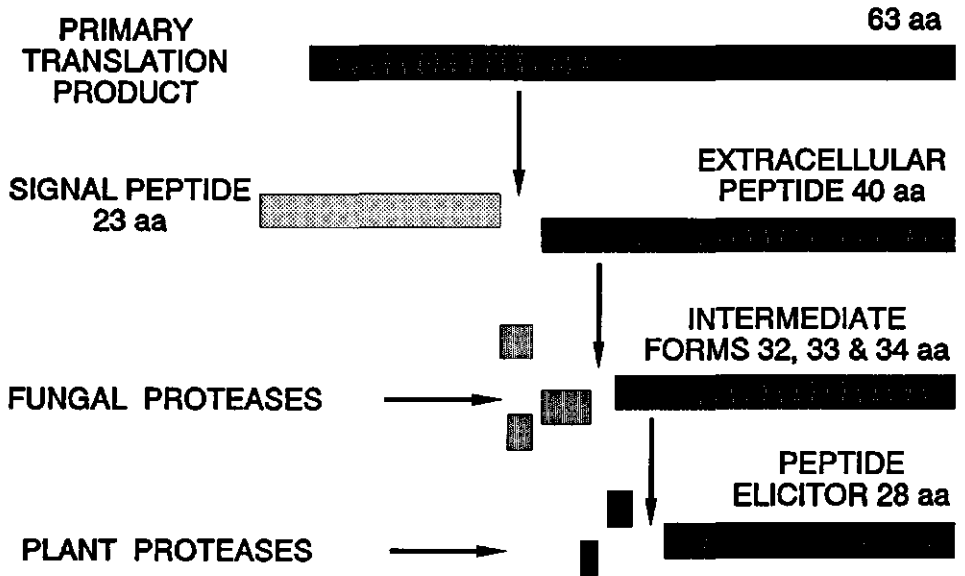 63 aa
PRIMARY
TRANSLATION
PRODUCT
SIGNAL PEPTIDE
23 aa
EXTRACELLULAR
PEPTIDE 40 aa
INTERMEDIATE
FORMS 32, 33 & 34 aa
FUNGAL PROTEASES
PEPTIDE
ELICITOR 28 aa
PLANT PROTEASES